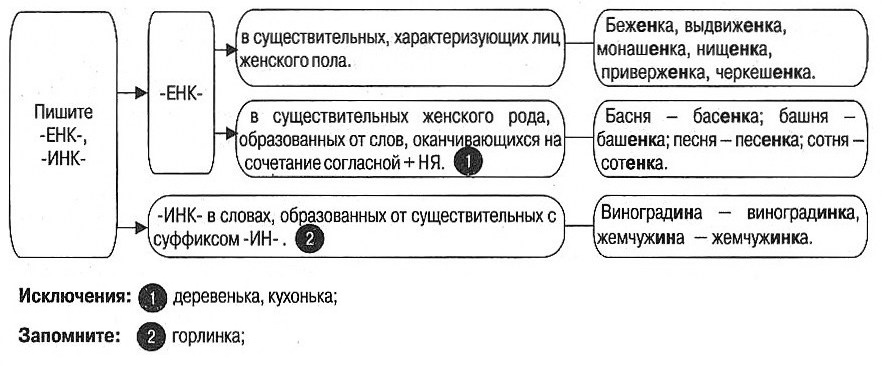 Пишите
-ЕНК-,
-ИНК-
-ЕНК-
в существительных, характеризующих лиц
женского пола.
Беженка, выдвиженка,
монашенка, нищенка,
приверженка, черкешенка.
в существительных женского рода,
образованных от слов, оканчивающихся на
сочетание согласной + НЯ. 1
Басня – басенка; башня –
башенка; песня – песенка; сотня –
сотенка.
-ИНК- в словах, образованных от существительных с
суффиксом -ИН- . 2
Виноградина – виноградинка,
жемчужина – жемчужинка.
Исключения: 1 деревенька, кухонька;
Запомните: 2 горлинка;